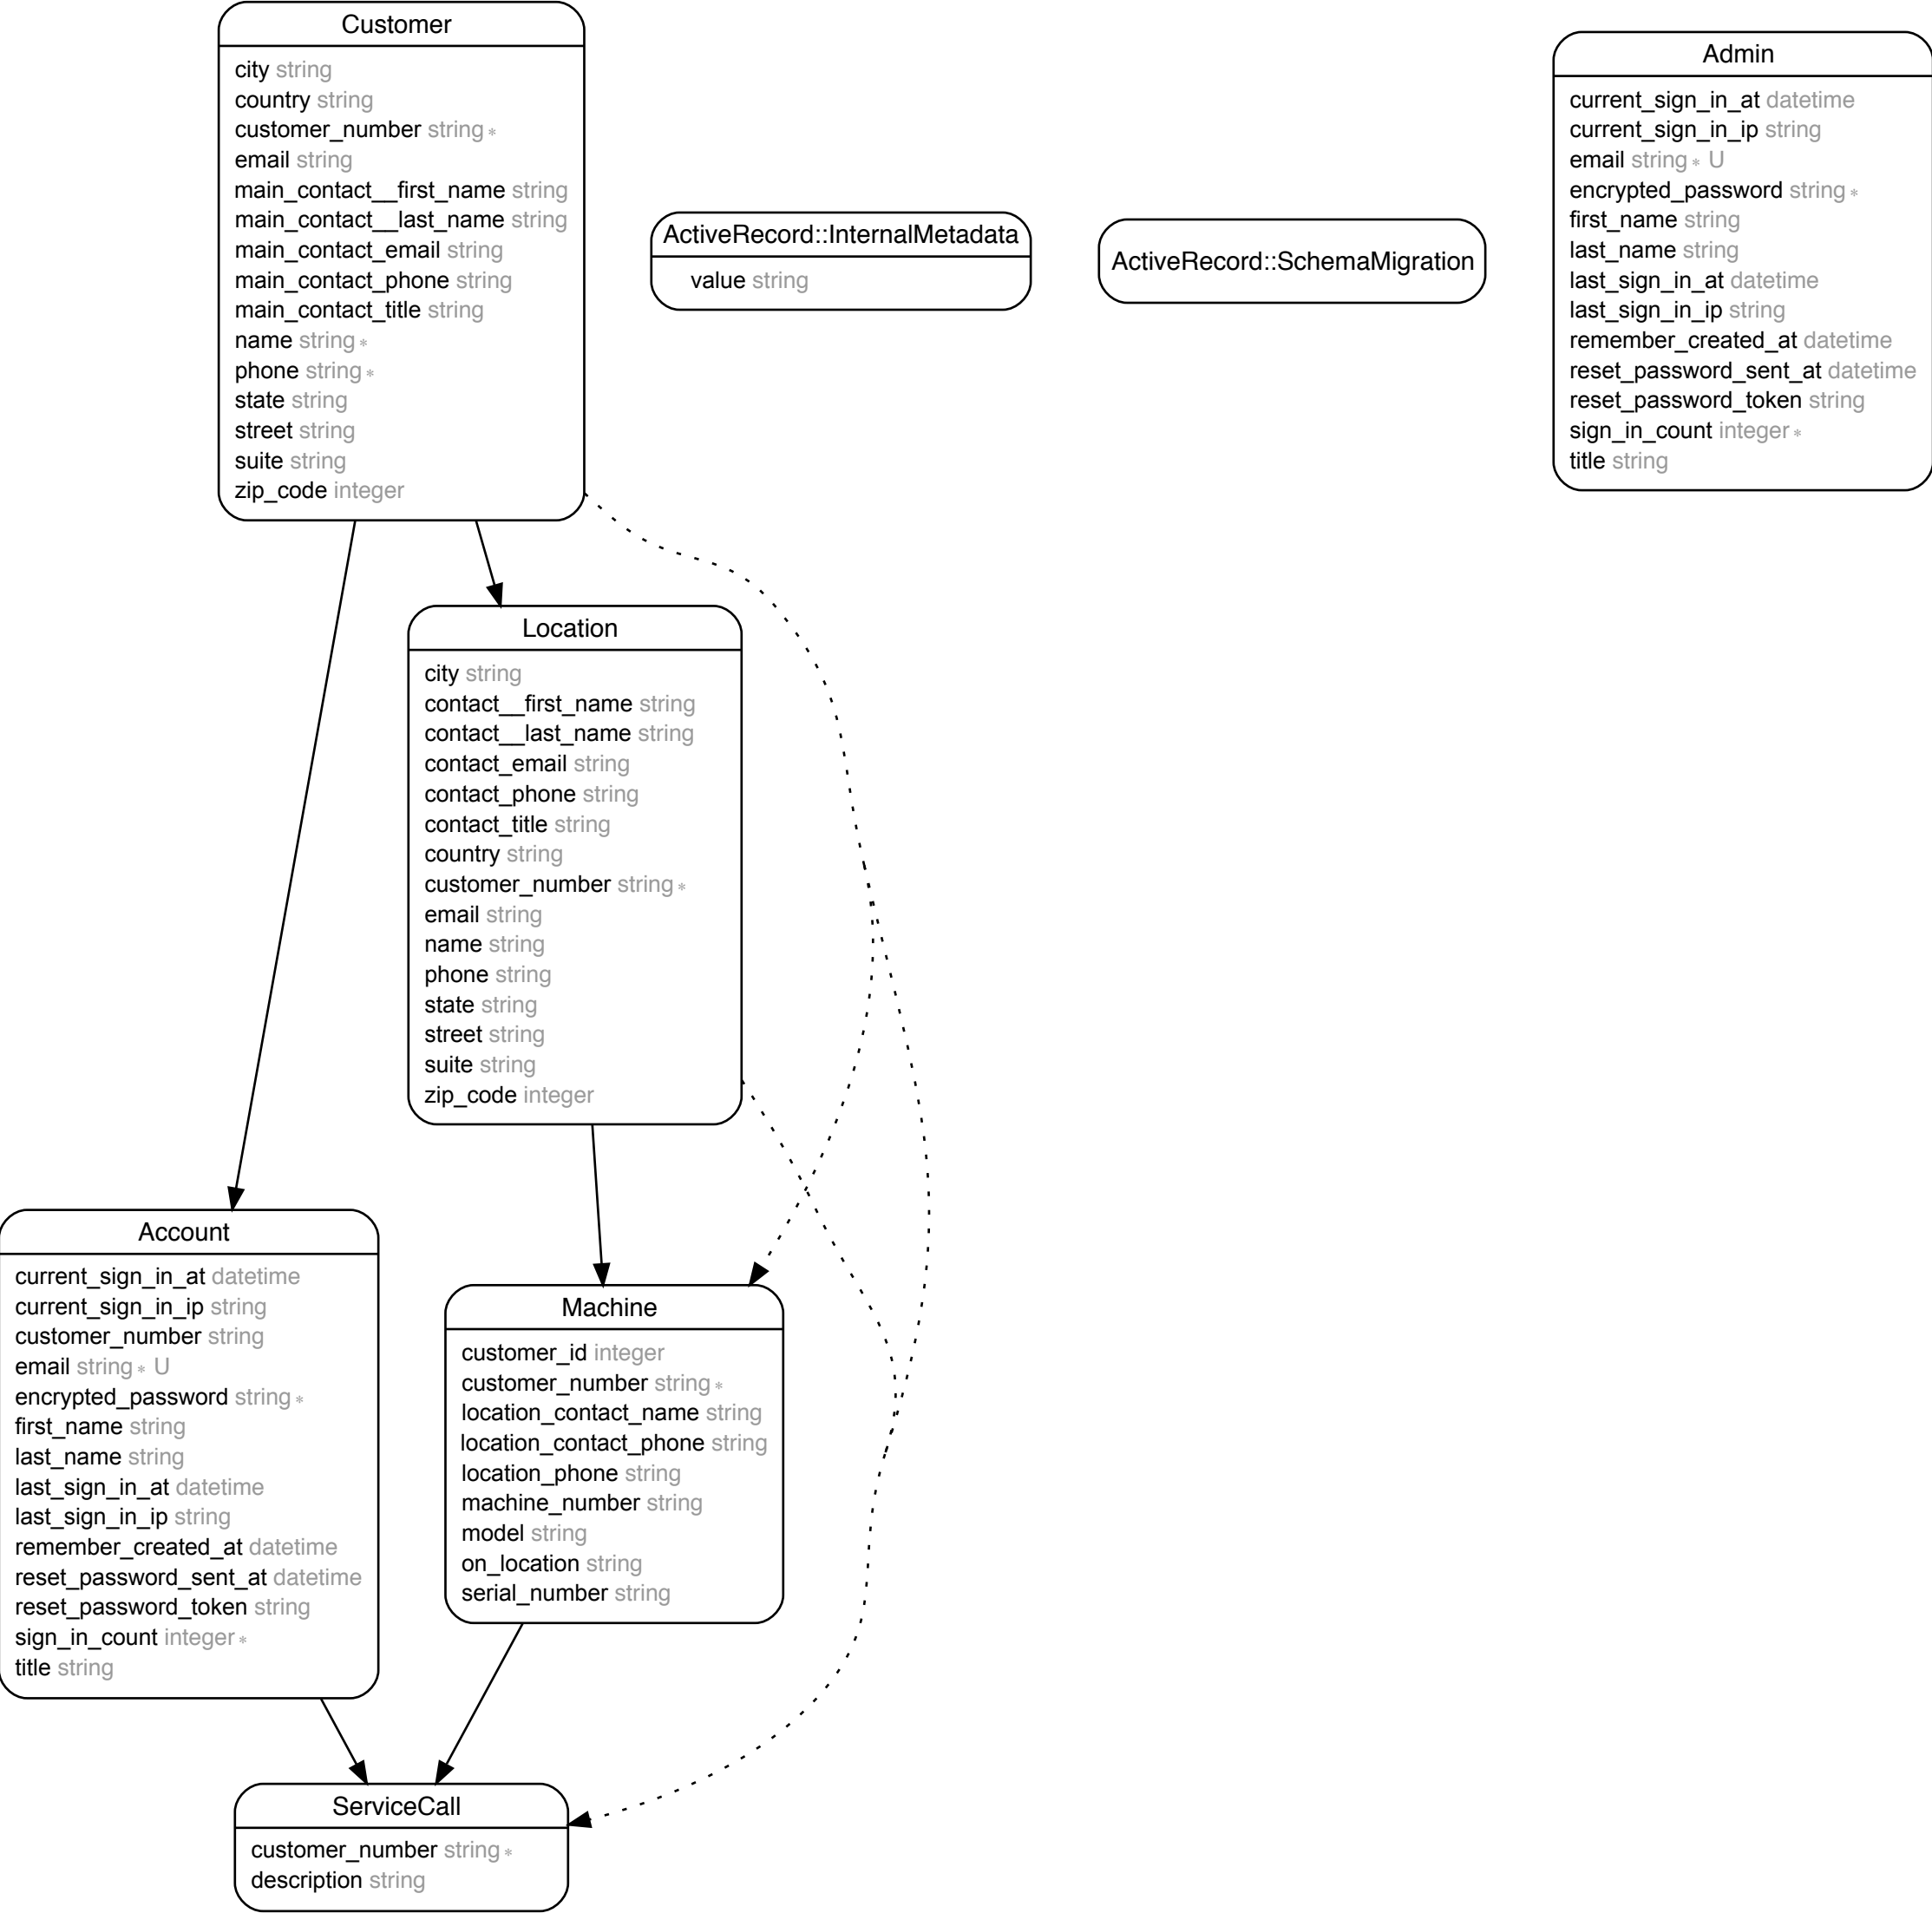 Customer
city string
country string
customer_number string *
email string
main_contact__first_name string
main_contact__last_name string
main_contact_email string
main_contact_phone string
main_contact_title string
name string *
phone string *
state string
street string
suite string
zip_code integer
ActiveRecord::InternalMetadata
value string
ActiveRecord::SchemaMigration
Admin
current_sign_in_at datetime
current_sign_in_ip string
email string * U
encrypted_password string *
first_name string
last_name string
last_sign_in_at datetime
last_sign_in_ip string
remember_created_at datetime
reset_password_sent_at datetime
reset_password_token string
sign_in_count integer *
title string
Location
city string
contact__first_name string
contact__last_name string
contact_email string
contact_phone string
contact_title string
country string
customer_number string *
email string
name string
phone string
state string
street string
suite string
zip_code integer
Account
current_sign_in_at datetime
current_sign_in_ip string
customer_number string
email string * U
encrypted_password string *
first_name string
last_name string
last_sign_in_at datetime
last_sign_in_ip string
remember_created_at datetime
reset_password_sent_at datetime
reset_password_token string
sign_in_count integer *
title string
Machine
customer_id integer
customer_number string *
location_contact_name string
location_contact_phone string
location_phone string
machine_number string
model string
on_location string
serial_number string
ServiceCall
customer_number string *
description string